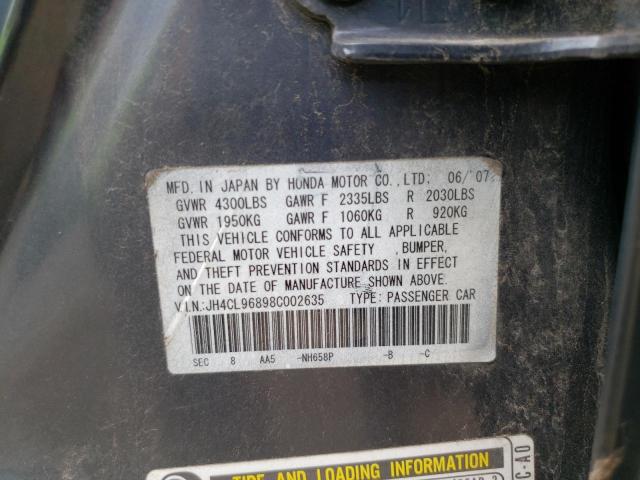 MFD. IN JAPAN BY HONDA MOTOR CO.,LTD: 06/'07
GVWR 4300LBS GAWR F 2335LBS R 2030LBS
GVWR 1950KG GAWR F 1060KG R 920KG
THIS VEHICLE CONFORMS TO ALL APPLICABLE
FEDERAL MOTOR VEHICLE SAFETY ,BUMPER,
AND THEFT PREVENTION STANDARDS IN EFFECT
ON THE DATE OF MANUFACTURE SHOWN ABOVE.
V.I.N:JH4CL96898C002635 TYPE: PASSENGER CAR
SEC 8 AA5 -NH658P -B -C
TIRE AND LOADING INFORMATION
C-A0